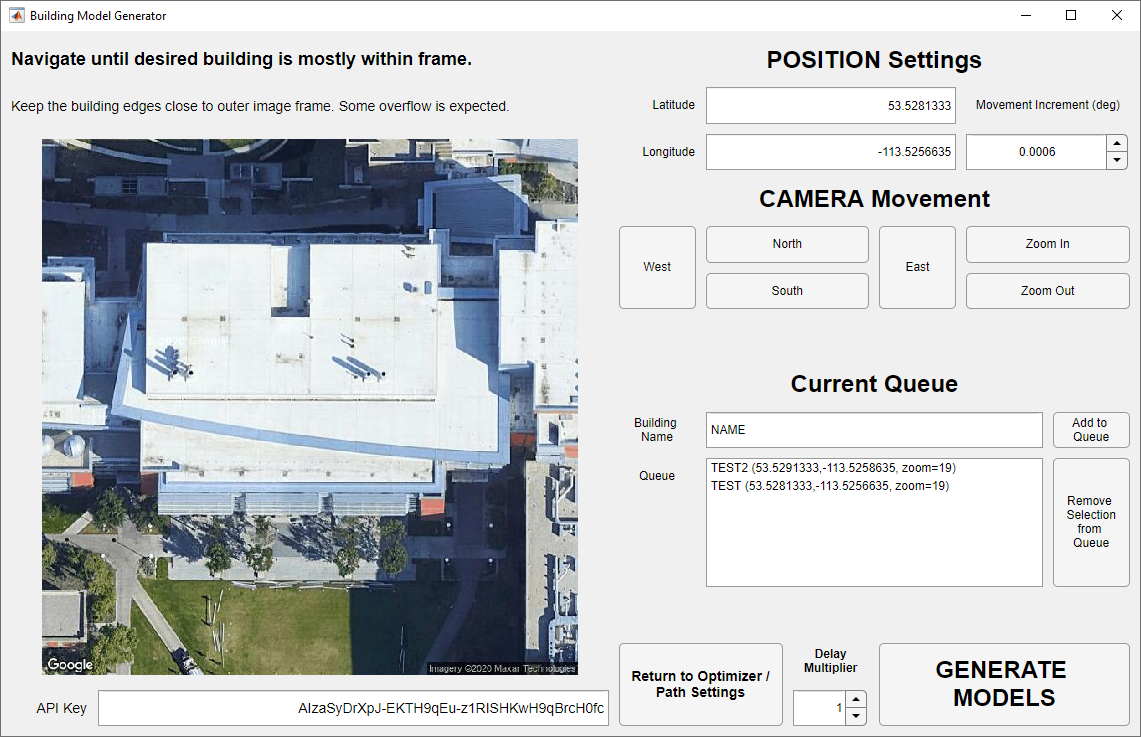 Building Model Generator
Navigate until desired building is mostly within frame.
Keep the building edges close to outer image frame. Some overflow is expected.
Google
Imagery ©2020 Maxar Technologies
API Key
AIzaSyDrXpJ-EKTH9qEu-z1RISHKwH9qBrcH0fc
POSITION Settings
Latitude
53.5281333
Movement Increment (deg)
Longitude
-113.5256635
0.0006
CAMERA Movement
West
North
South
East
Zoom In
Zoom Out
Current Queue
Building
Name
NAME
Add to
Queue
Queue
TEST2 (53.5291333,-113.5258635, zoom=19)
TEST (53.5281333,-113.5256635, zoom=19)
Remove
Selection
from
Queue
Return to Optimizer /
Path Settings
Delay
Multiplier
1
GENERATE
MODELS